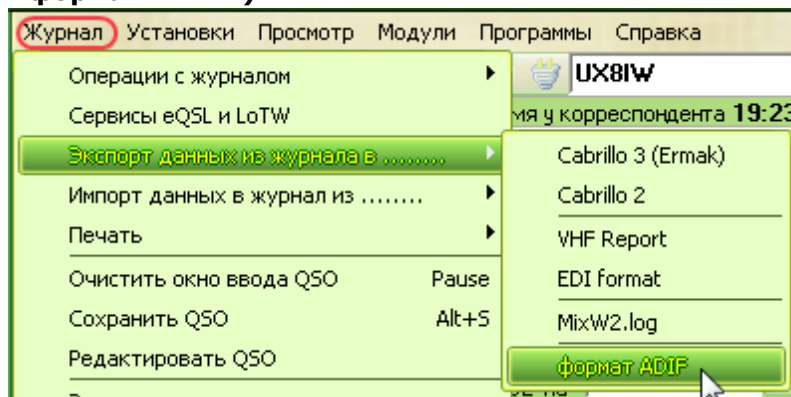 Журнал Установки Просмотр Модули Программы Справка
Операции с журналом
UX8IW
Сервисы eQSL и LoTW
мя у корреспондента 19:23
Экспорт данных из журнала в ........
Cabrillo 3 (Ermak)
Импорт данных в журнал из ........
Cabrillo 2
Печать
VHF Report
Очистить окно ввода QSO Pause
EDI format
Сохранить QSO Alt+S
MixW2.log
Редактировать QSO
формат ADIF